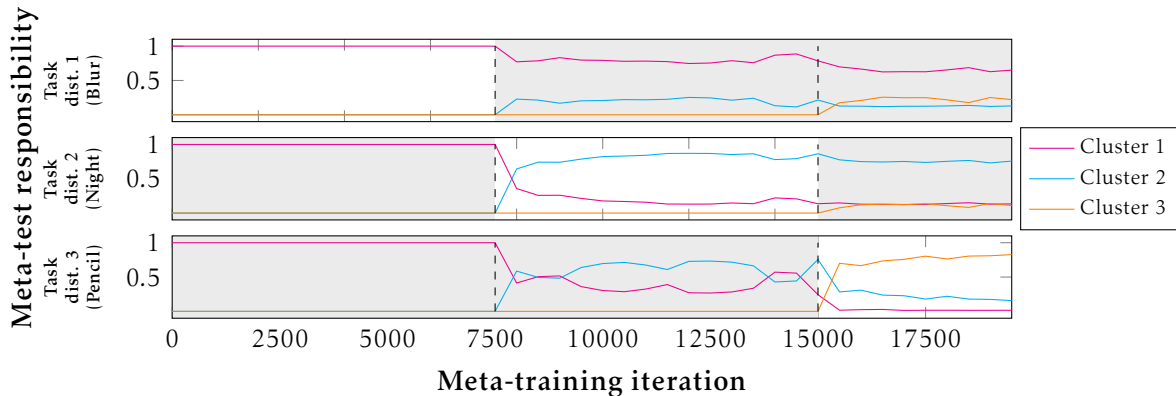 Meta-test responsibility
Task
dist. 1
(Blur)
1
0.5
Task
dist. 2
(Night)
1
0.5
Task
dist. 3
(Pencil)
1
0.5
0
2500
5000
7500
10000
12500
15000
17500
Meta-training iteration
Cluster 1
Cluster 2
Cluster 3